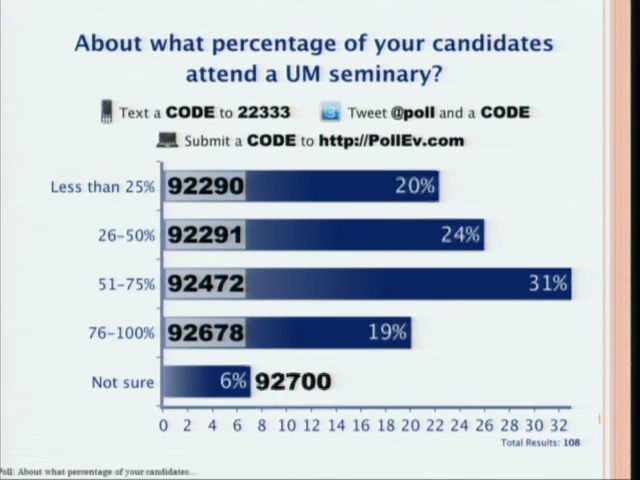 About what percentage of your candidates
attend a UM seminary?
Text a CODE to 22333 Tweet @poll and a CODE
Submit a CODE to http://PollEv.com
Less than 25% 92290 20%
26-50% 92291 24%
51-75% 92472 31%
76-100% 92678 19%
Not sure 6% 92700
0 2 4 6 8 10 12 14 16 18 20 22 24 26 28 30 32
Total Results: 108
Poll: About what percentage of your candidates...